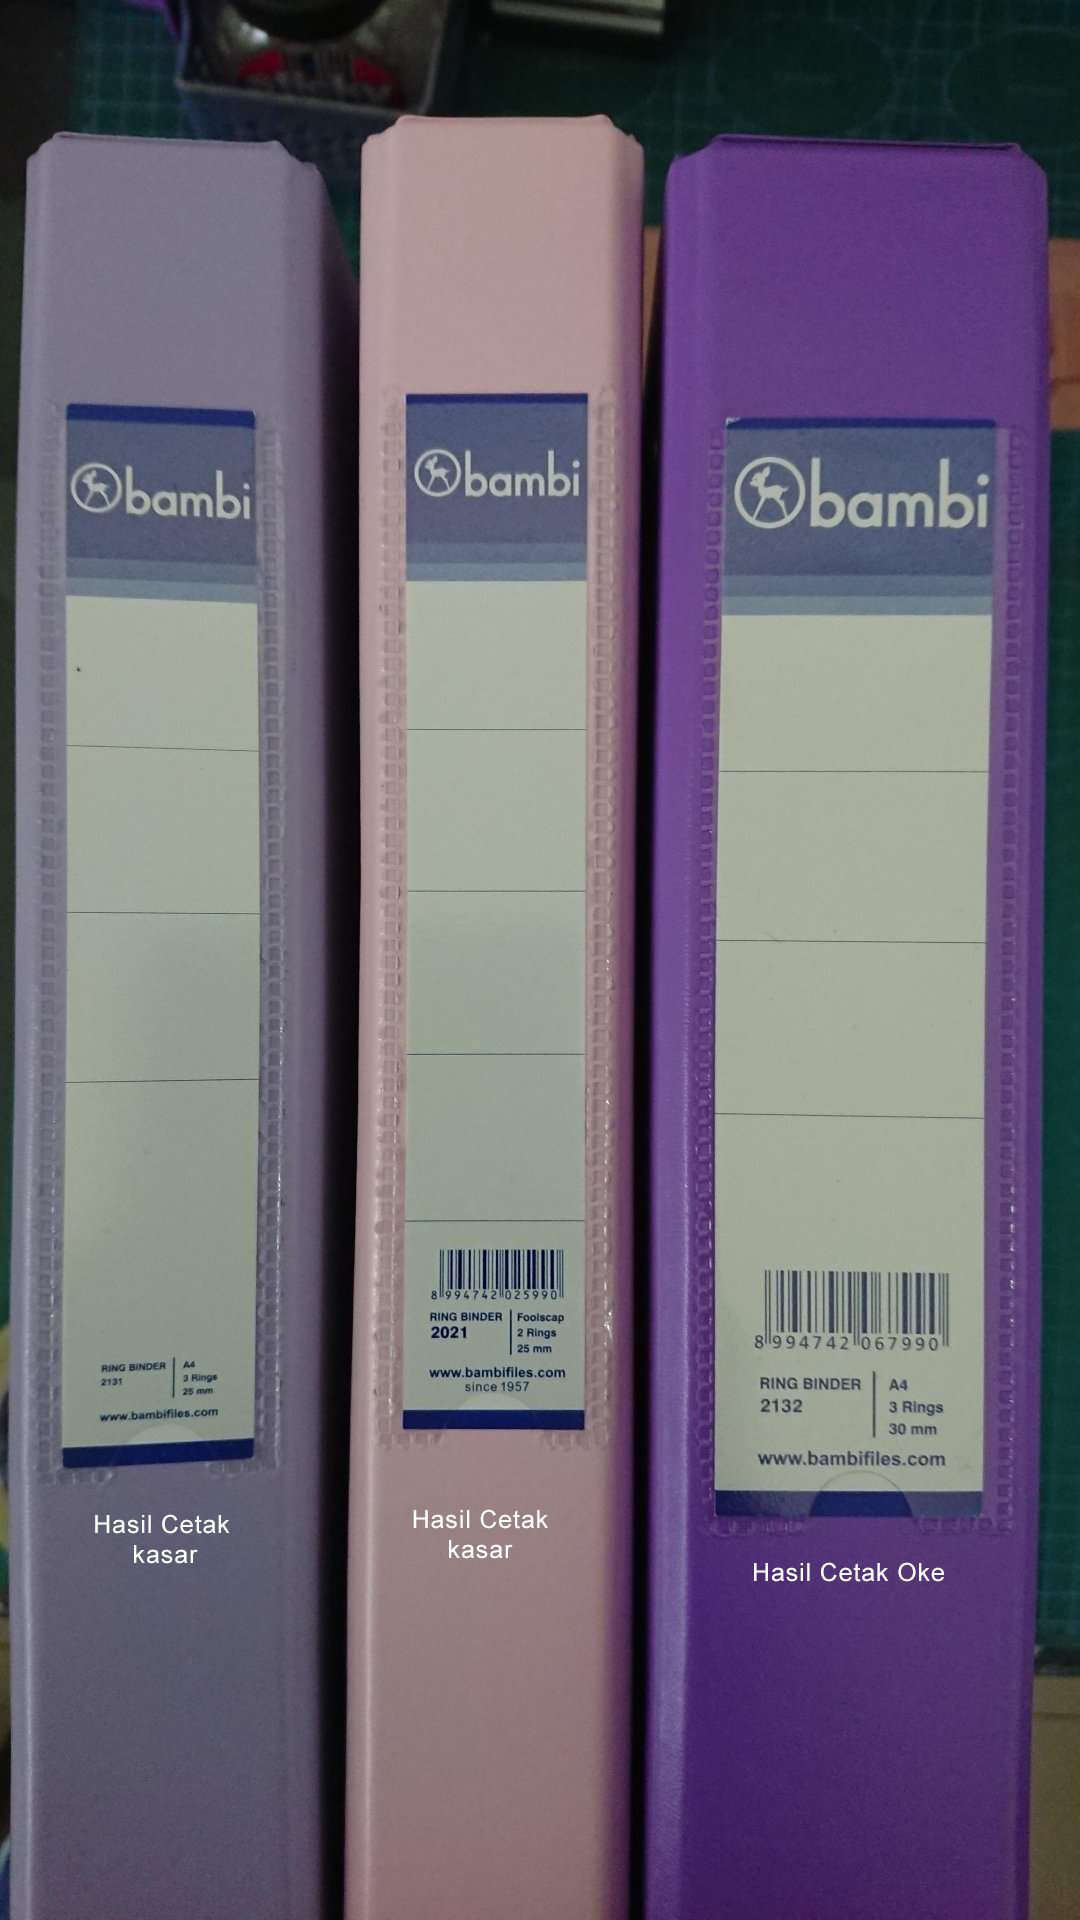 bambi
RING BINDER
2131
A4
3 Rings
25 mm
www.bambifiles.com
Hasil Cetak
kasar
bambi
8 994742 025990
RING BINDER
2021
Foolscap
2 Rings
25 mm
www.bambifiles.com
since 1957
Hasil Cetak
kasar
bambi
8 994742 067990
RING BINDER
2132
A4
3 Rings
30 mm
www.bambifiles.com
Hasil Cetak Oke